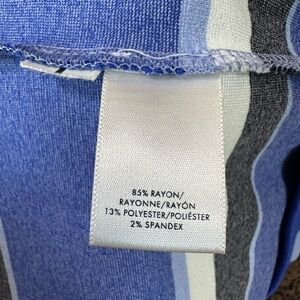 85% RAYON/
RAYONNE/RAYÓN
13% POLYESTER/POLIÉSTER
2% SPANDEX